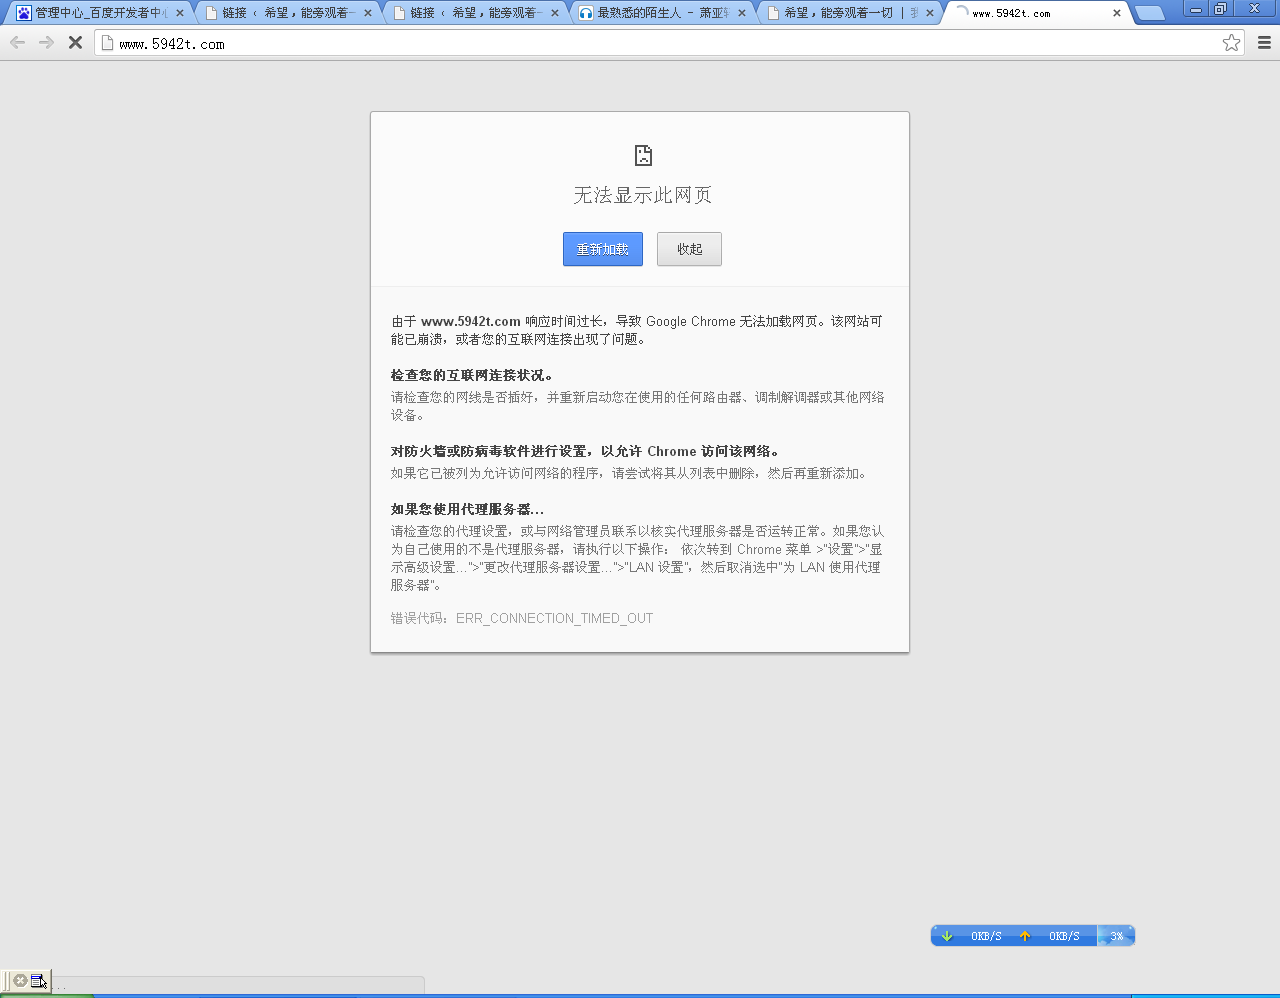 管理中心_百度开发者中心
链接 ‹ 希望，能旁观着一
链接 ‹ 希望，能旁观着一
最熟悉的陌生人 - 萧亚轩
希望，能旁观着一切 | 我
www.5942t.com
www.5942t.com
无法显示此网页
重新加载
收起
由于 www.5942t.com 响应时间过长，导致 Google Chrome 无法加载网页。该网站可
能已崩溃，或者您的互联网连接出现了问题。
检查您的互联网连接状况。
请检查您的网线是否插好，并重新启动您在使用的任何路由器、调制解调器或其他网络
设备。
对防火墙或防病毒软件进行设置，以允许 Chrome 访问该网络。
如果它已被列为允许访问网络的程序，请尝试将其从列表中删除，然后再重新添加。
如果您使用代理服务器...
请检查您的代理设置，或与网络管理员联系以核实代理服务器是否运转正常。如果您认
为自己使用的不是代理服务器，请执行以下操作： 依次转到 Chrome 菜单 >"设置">"显
示高级设置...">"更改代理服务器设置...">"LAN 设置"，然后取消选中"为 LAN 使用代理
服务器"。
错误代码：ERR_CONNECTION_TIMED_OUT
0KB/S
0KB/S
3%